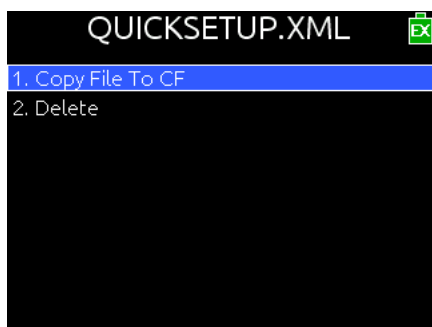 QUICKSETUP.XML
EX
1. Copy File To CF
2. Delete